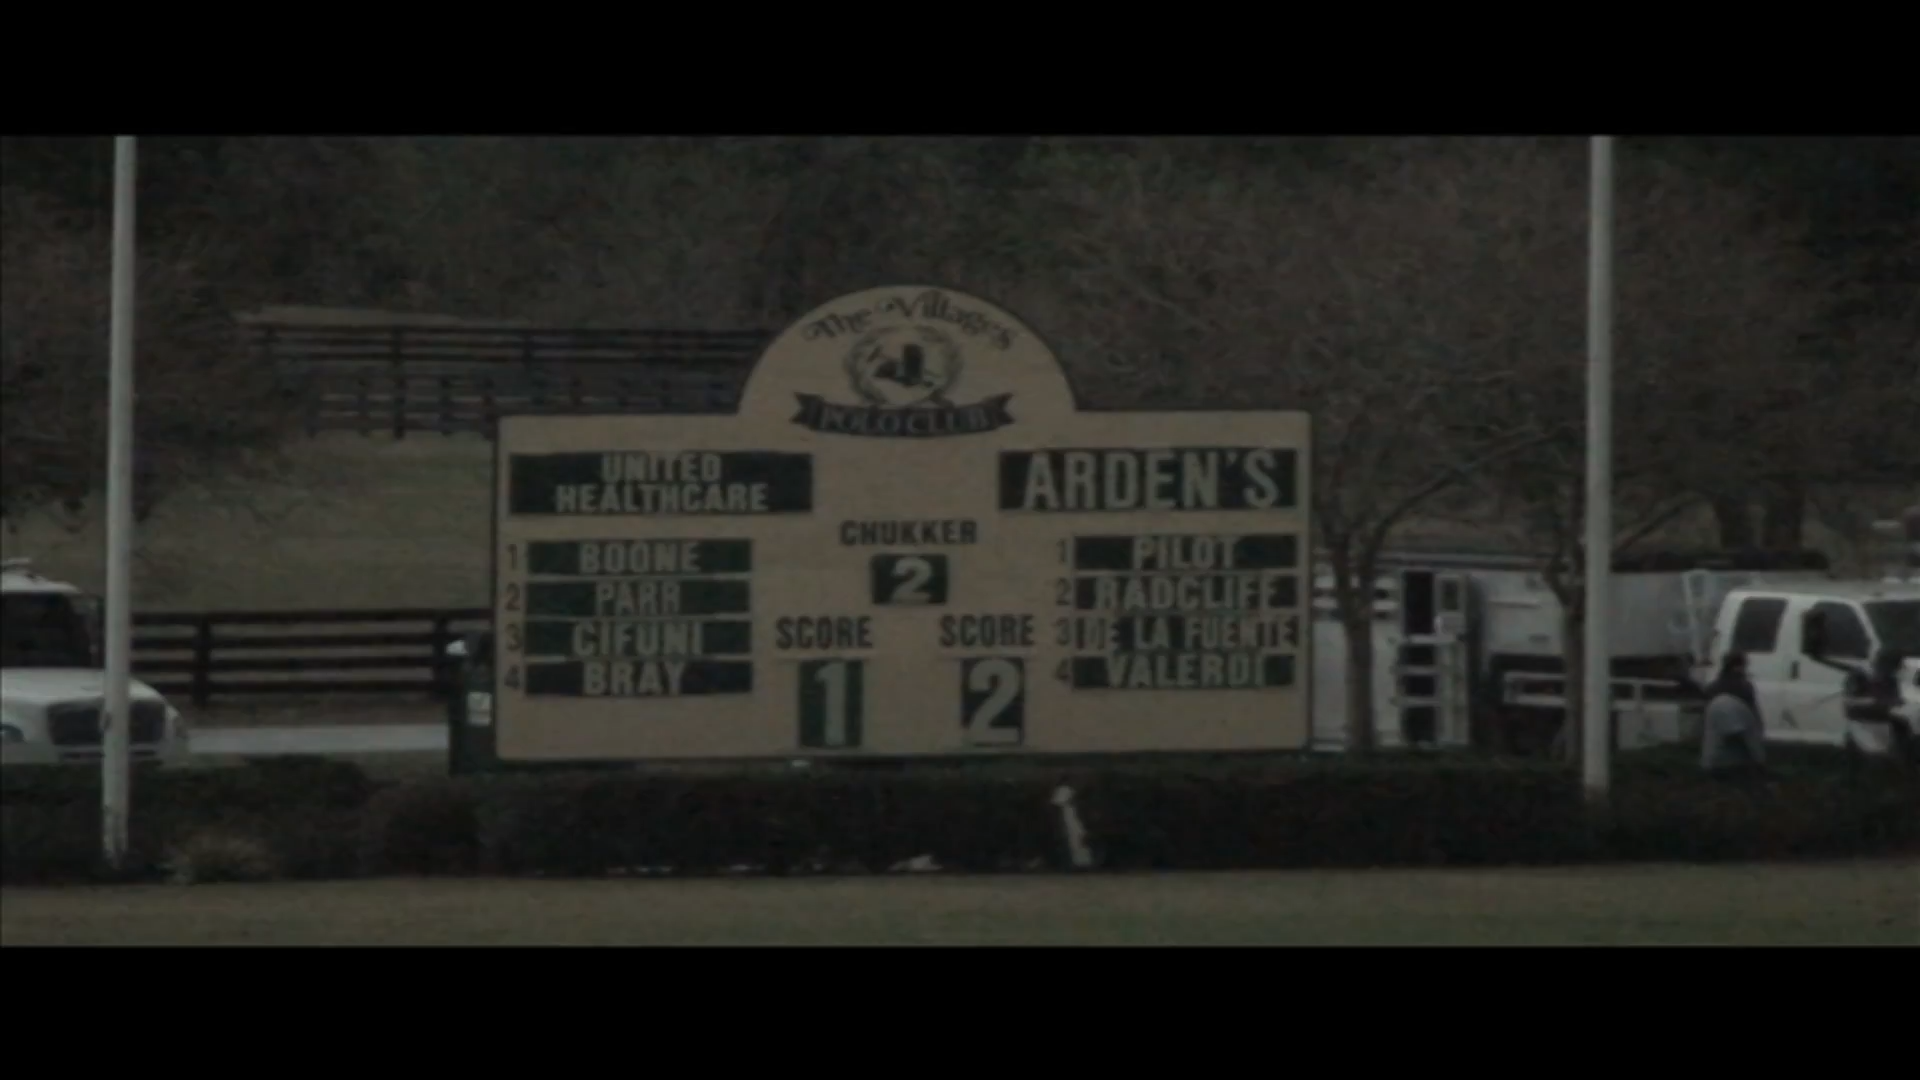 The Villages
POLO CLUB
UNITED
HEALTHCARE
ARDEN'S
CHUKKER
2
1 BOONE
2 PARR
3 CIFUNI
4 BRAY
SCORE
1
SCORE
2
1 PILOT
2 RADCLIFF
3 DE LA FUENTE
4 VALERDI